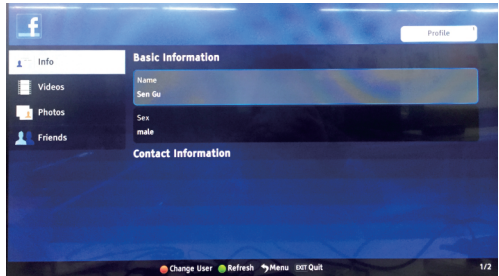 f
Profile
Info
Videos
Photos
Friends
Basic Information
Name
Sen Gu
Sex
male
Contact Information
Change User Refresh Menu EXIT Quit
1/2